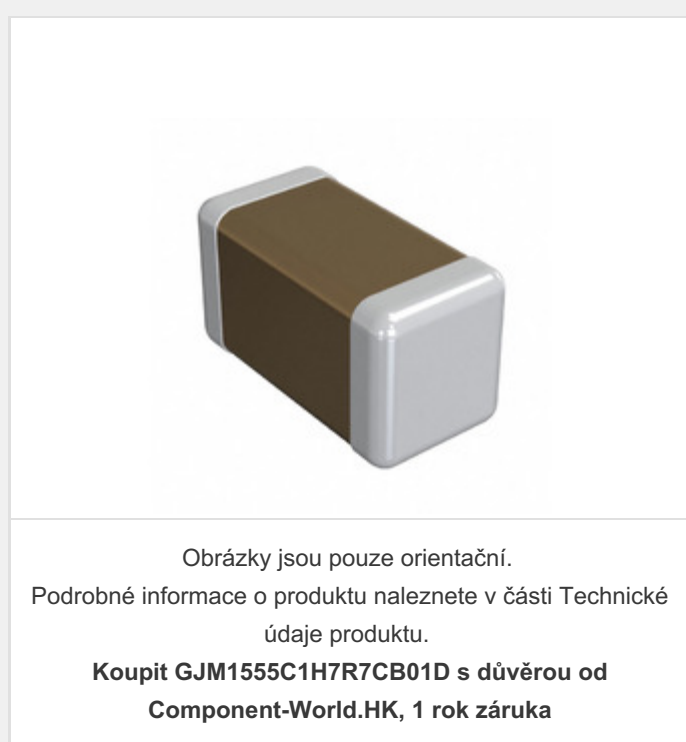 Obrázky jsou pouze orientační.
Podrobné informace o produktu naleznete v části Technické
údaje produktu.
Koupit GJM1555C1H7R7CB01D s důvěrou od
Component-World.HK, 1 rok záruka